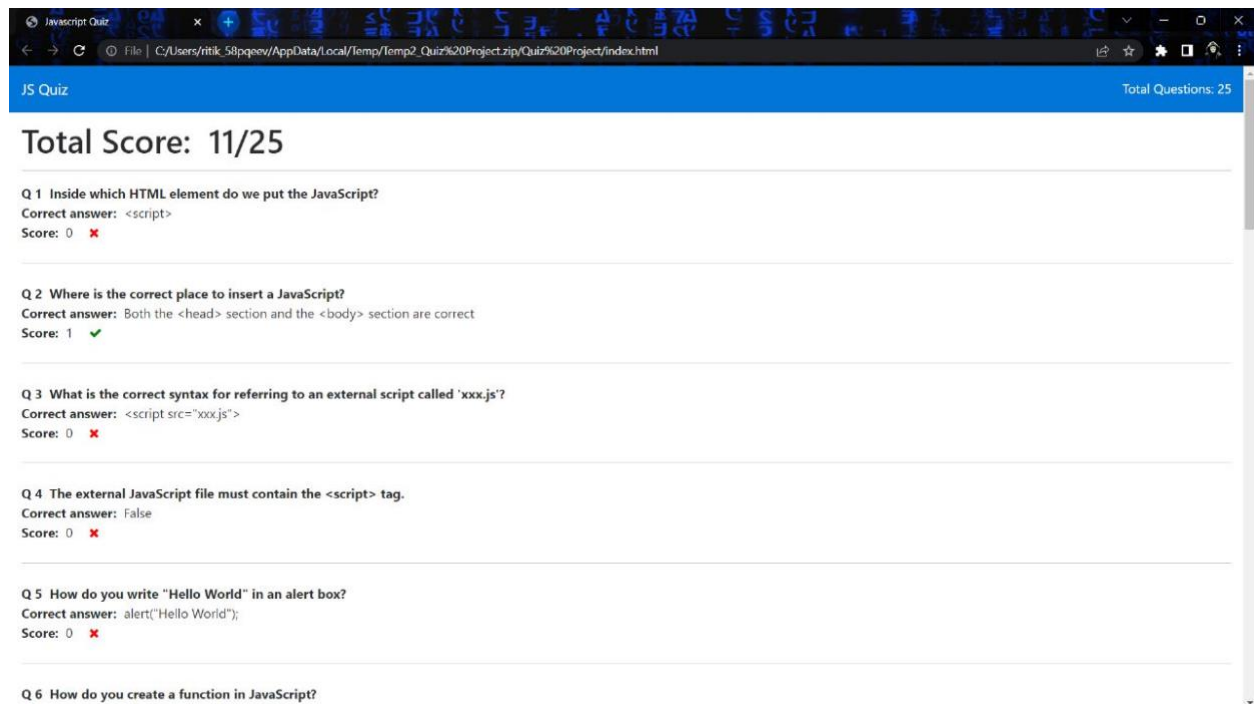 Javascript Quiz
File | C:/Users/ritik_58pqeev/AppData/Local/Temp/Temp2_Quiz%20Project.zip/Quiz%20Project/index.html
JS Quiz
Total Questions: 25
Total Score: 11/25
Q 1 Inside which HTML element do we put the JavaScript?
Correct answer: <script>
Score: 0
Q 2 Where is the correct place to insert a JavaScript?
Correct answer: Both the <head> section and the <body> section are correct
Score: 1
Q 3 What is the correct syntax for referring to an external script called 'xxx.js'?
Correct answer: <script src="xxx.js">
Score: 0
Q 4 The external JavaScript file must contain the <script> tag.
Correct answer: False
Score: 0
Q 5 How do you write "Hello World" in an alert box?
Correct answer: alert("Hello World");
Score: 0
Q 6 How do you create a function in JavaScript?